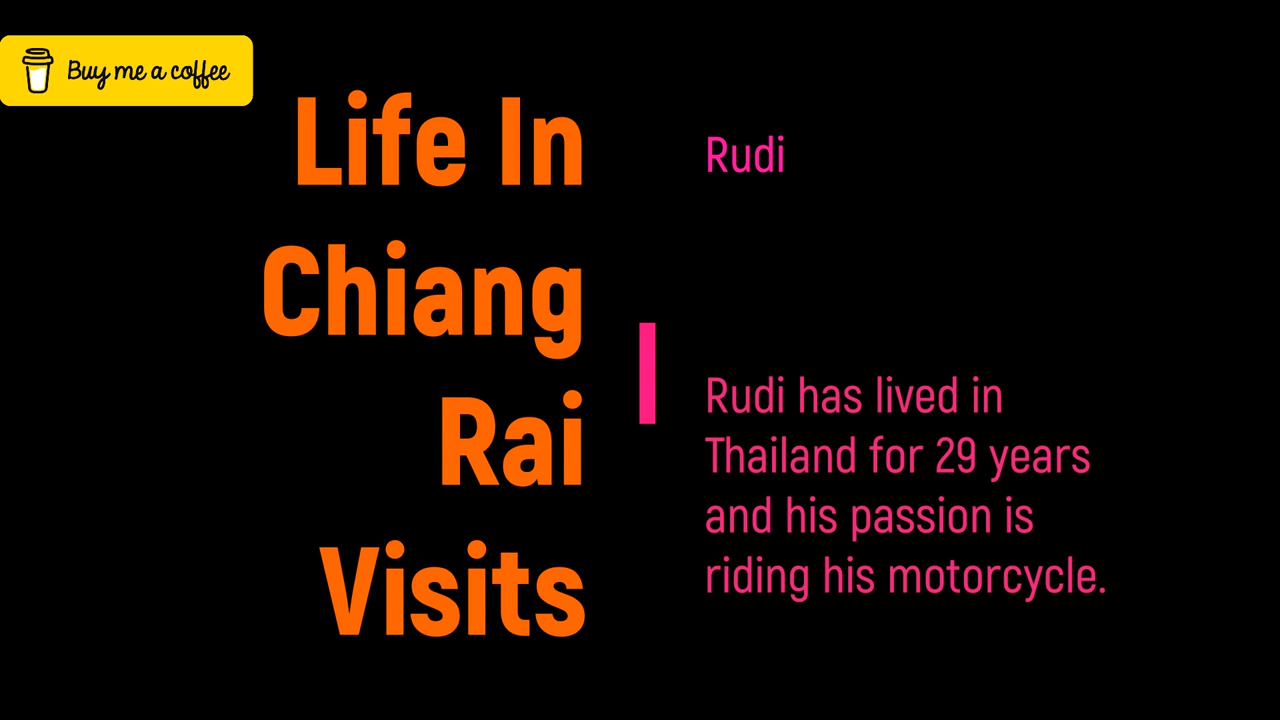 Buy me a coffee
Life In
Chiang
Rai
Visits
Rudi
Rudi has lived in
Thailand for 29 years
and his passion is
riding his motorcycle.